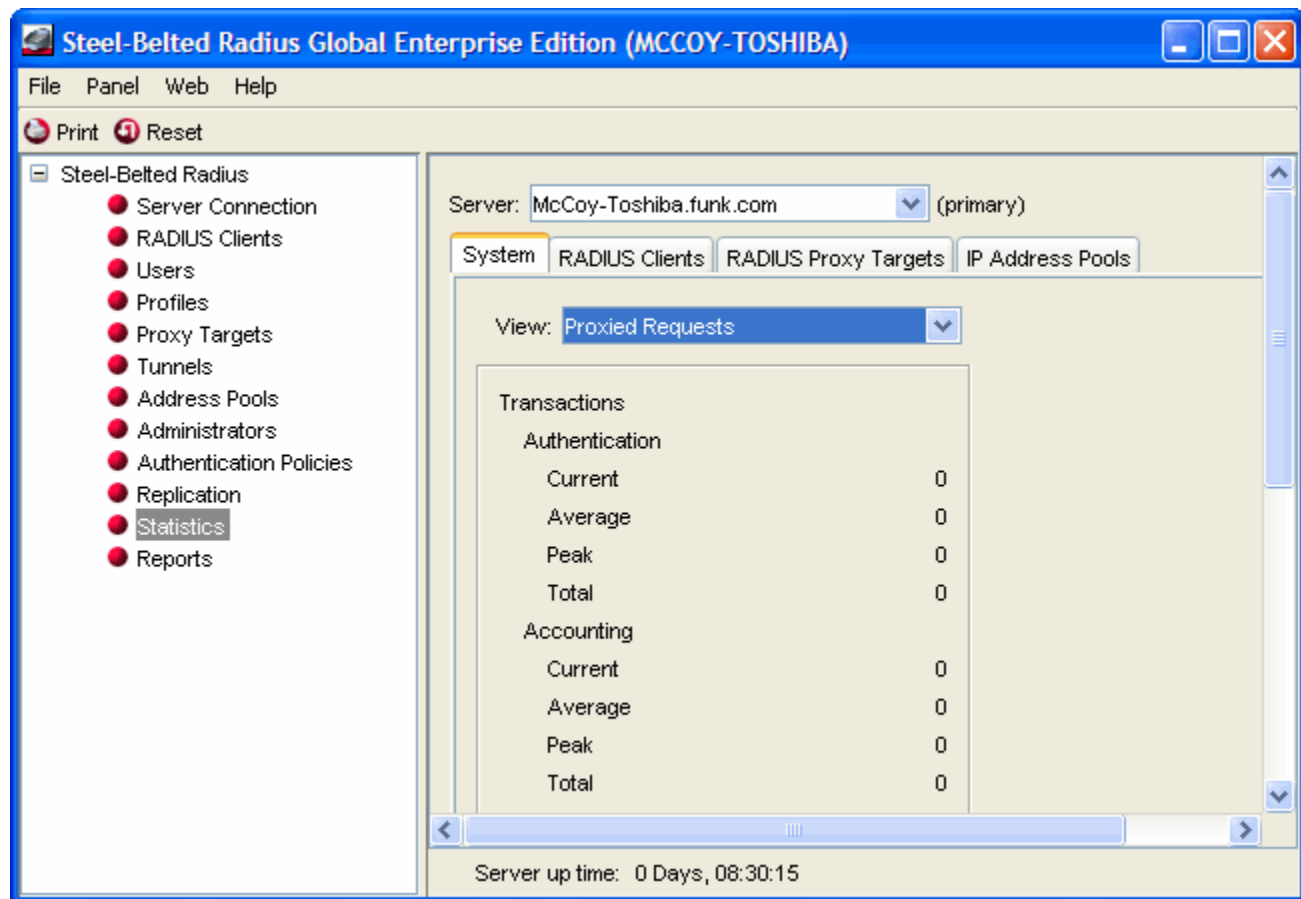 Steel-Belted Radius Global Enterprise Edition (MCCOY-TOSHIBA)
File Panel Web Help
Print Reset
Steel-Belted Radius
Server Connection
RADIUS Clients
Users
Profiles
Proxy Targets
Tunnels
Address Pools
Administrators
Authentication Policies
Replication
Statistics
Reports
Server: McCoy-Toshiba.funk.com (primary)
System RADIUS Clients RADIUS Proxy Targets IP Address Pools
View: Proxied Requests
Transactions
Authentication
Current 0
Average 0
Peak 0
Total 0
Accounting
Current 0
Average 0
Peak 0
Total 0
Server up time: 0 Days, 08:30:15